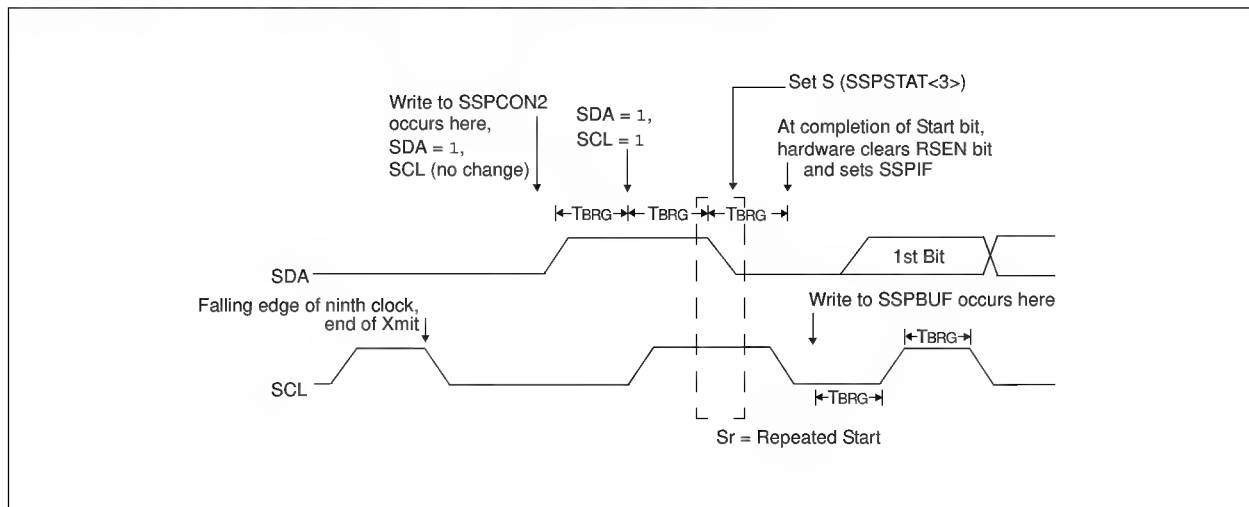 Set S (SSPSTAT<3>)
Write to SSPCON2
occurs here,
SDA = 1,
SCL (no change)
SDA = 1,
SCL = 1
At completion of Start bit,
hardware clears RSEN bit
and sets SSPIF
TBRG
TBRG
TBRG
SDA
1st Bit
Falling edge of ninth clock,
end of Xmit
Write to SSPBUF occurs here
TBRG
SCL
TBRG
Sr = Repeated Start